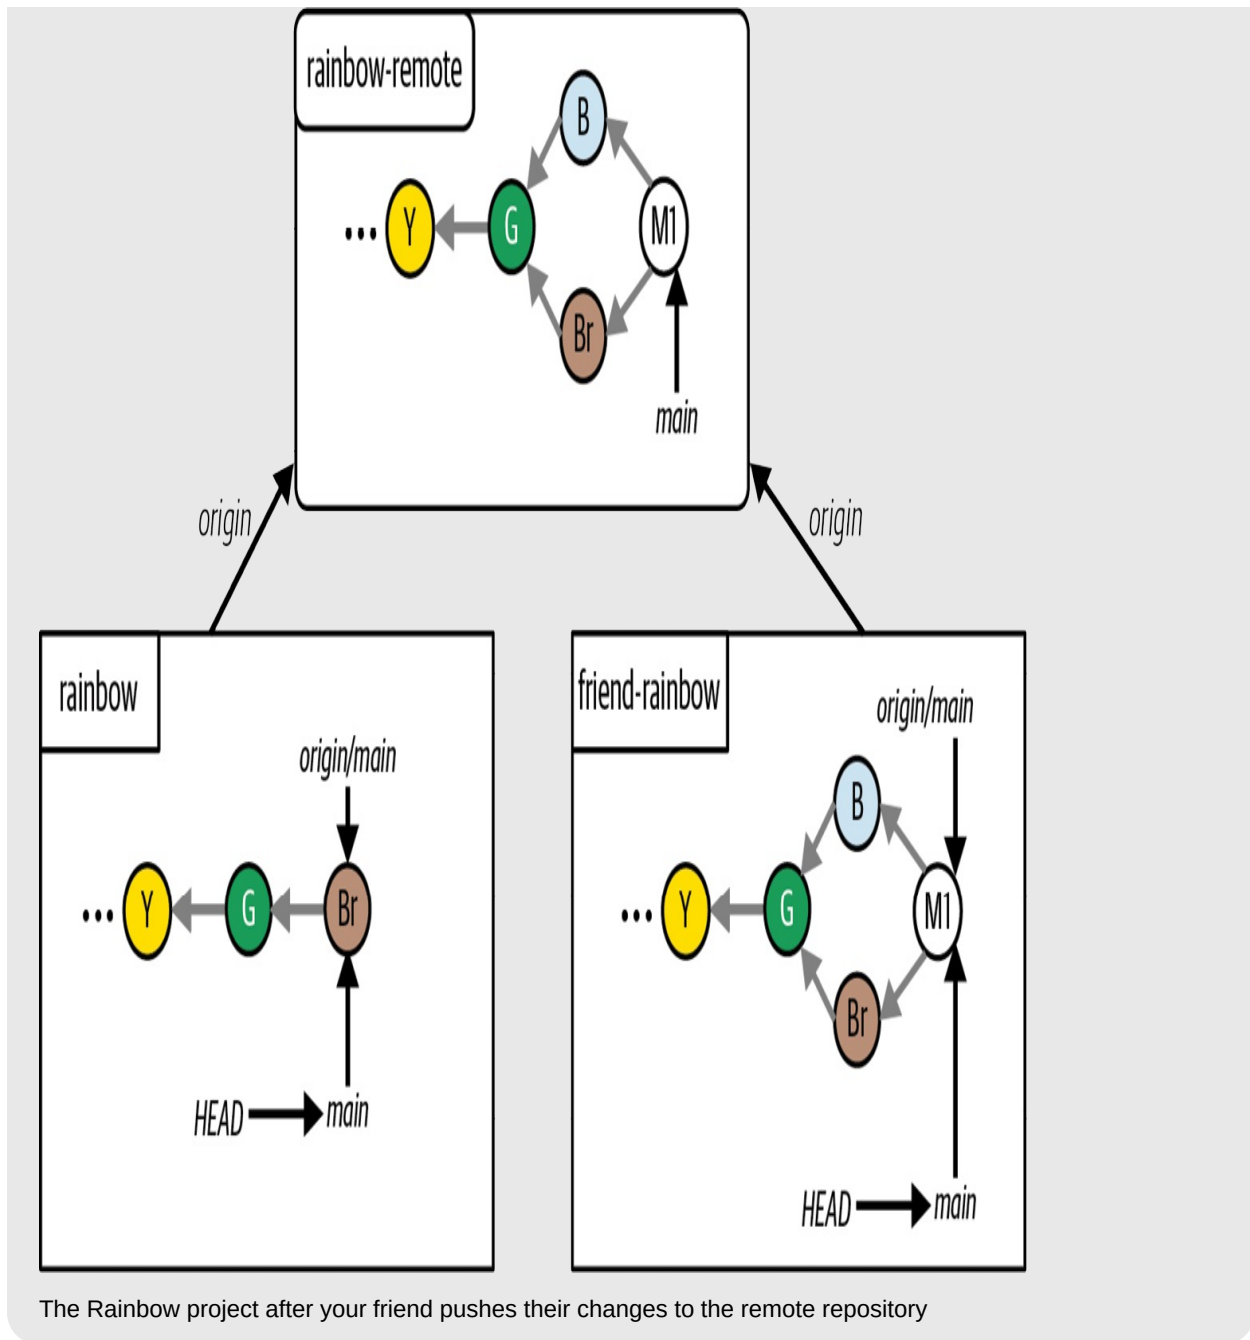 rainbow-remote
B
... Y G M1
Br
main
origin origin
rainbow
origin/main
... Y G Br
HEAD main
friend-rainbow
origin/main
B
... Y G M1
Br
HEAD main
The Rainbow project after your friend pushes their changes to the remote repository